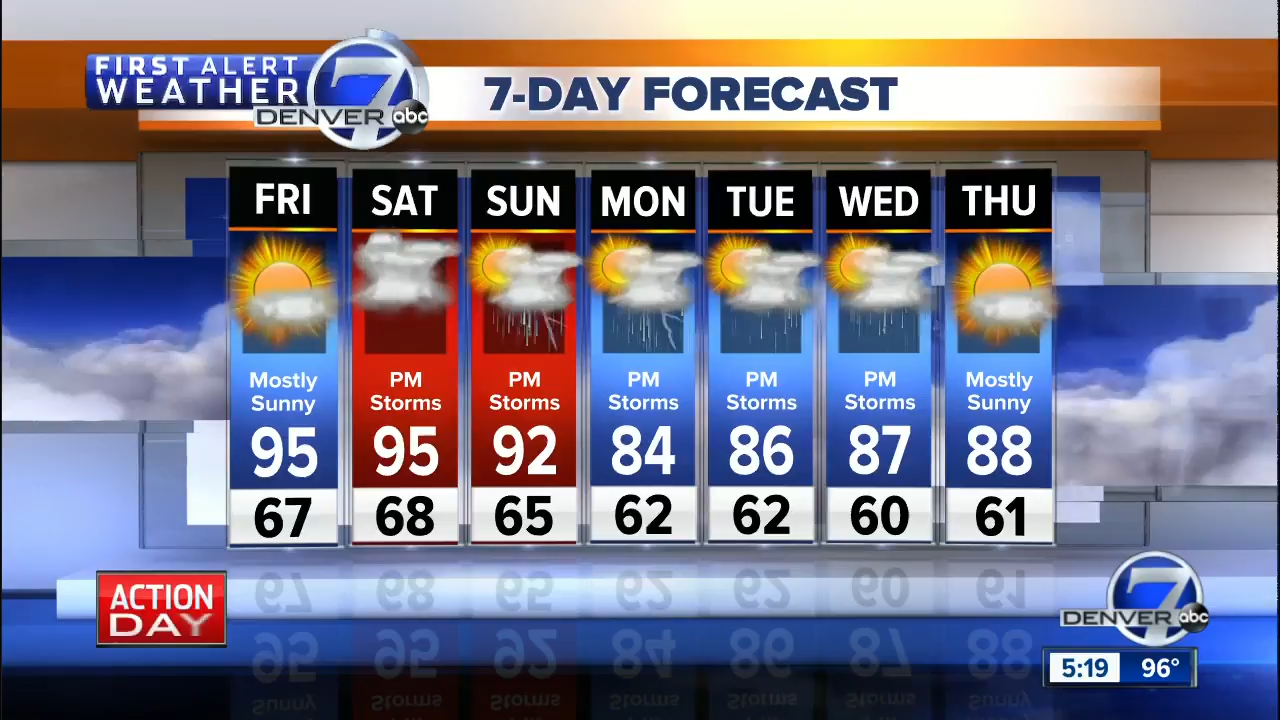 FIRST ALERT
WEATHER
7
DENVER abc
7-DAY FORECAST
FRI SAT SUN MON TUE WED THU
Mostly Sunny
PM Storms
PM Storms
PM Storms
PM Storms
PM Storms
Mostly Sunny
95 95 92 84 86 87 88
67 68 65 62 62 60 61
ACTION
DAY
7
DENVER abc
5:19 96°